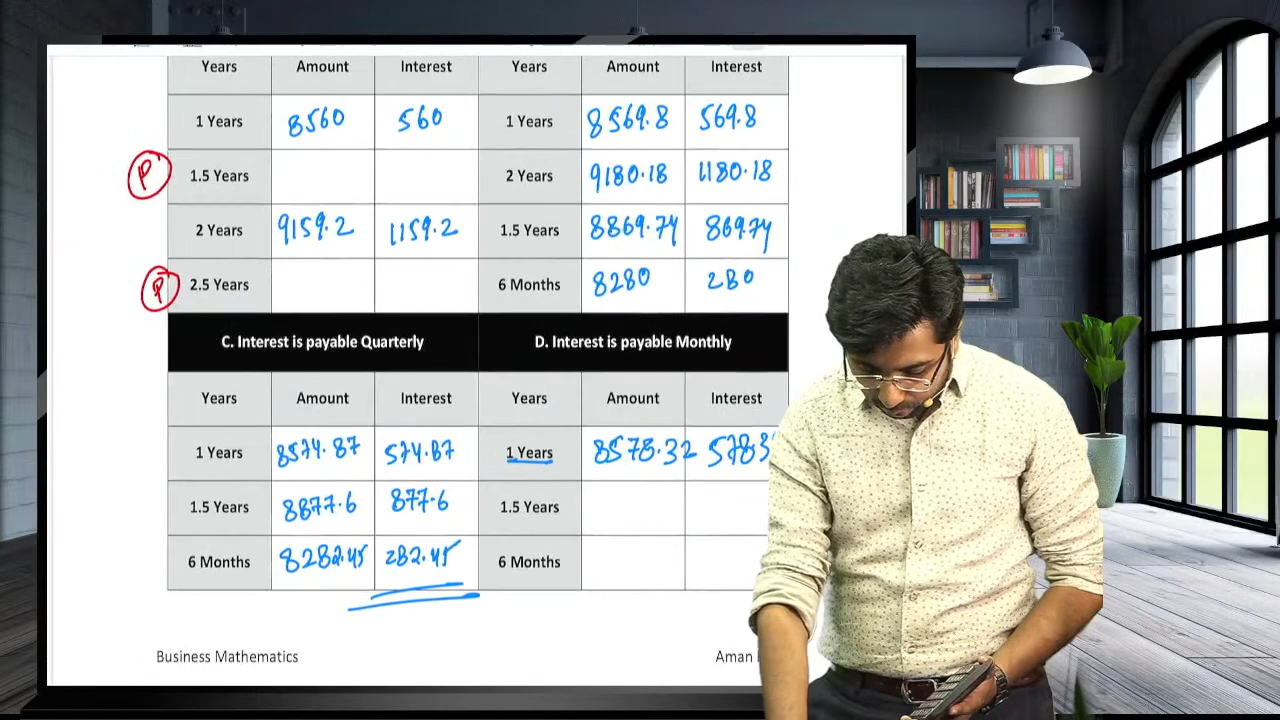 Years Amount Interest Years Amount Interest
1 Years 8560 560 1 Years 8569.8 569.8
P 1.5 Years 2 Years 9180.18 1180.18
2 Years 9159.2 1159.2 1.5 Years 8869.74 869.74
P 2.5 Years 6 Months 8280 280
C. Interest is payable Quarterly D. Interest is payable Monthly
Years Amount Interest Years Amount Interest
1 Years 8574.87 574.87 1 Years 8578.32 578.3
1.5 Years 8877.6 877.6 1.5 Years
6 Months 8282.45 282.45 6 Months
Business Mathematics Aman